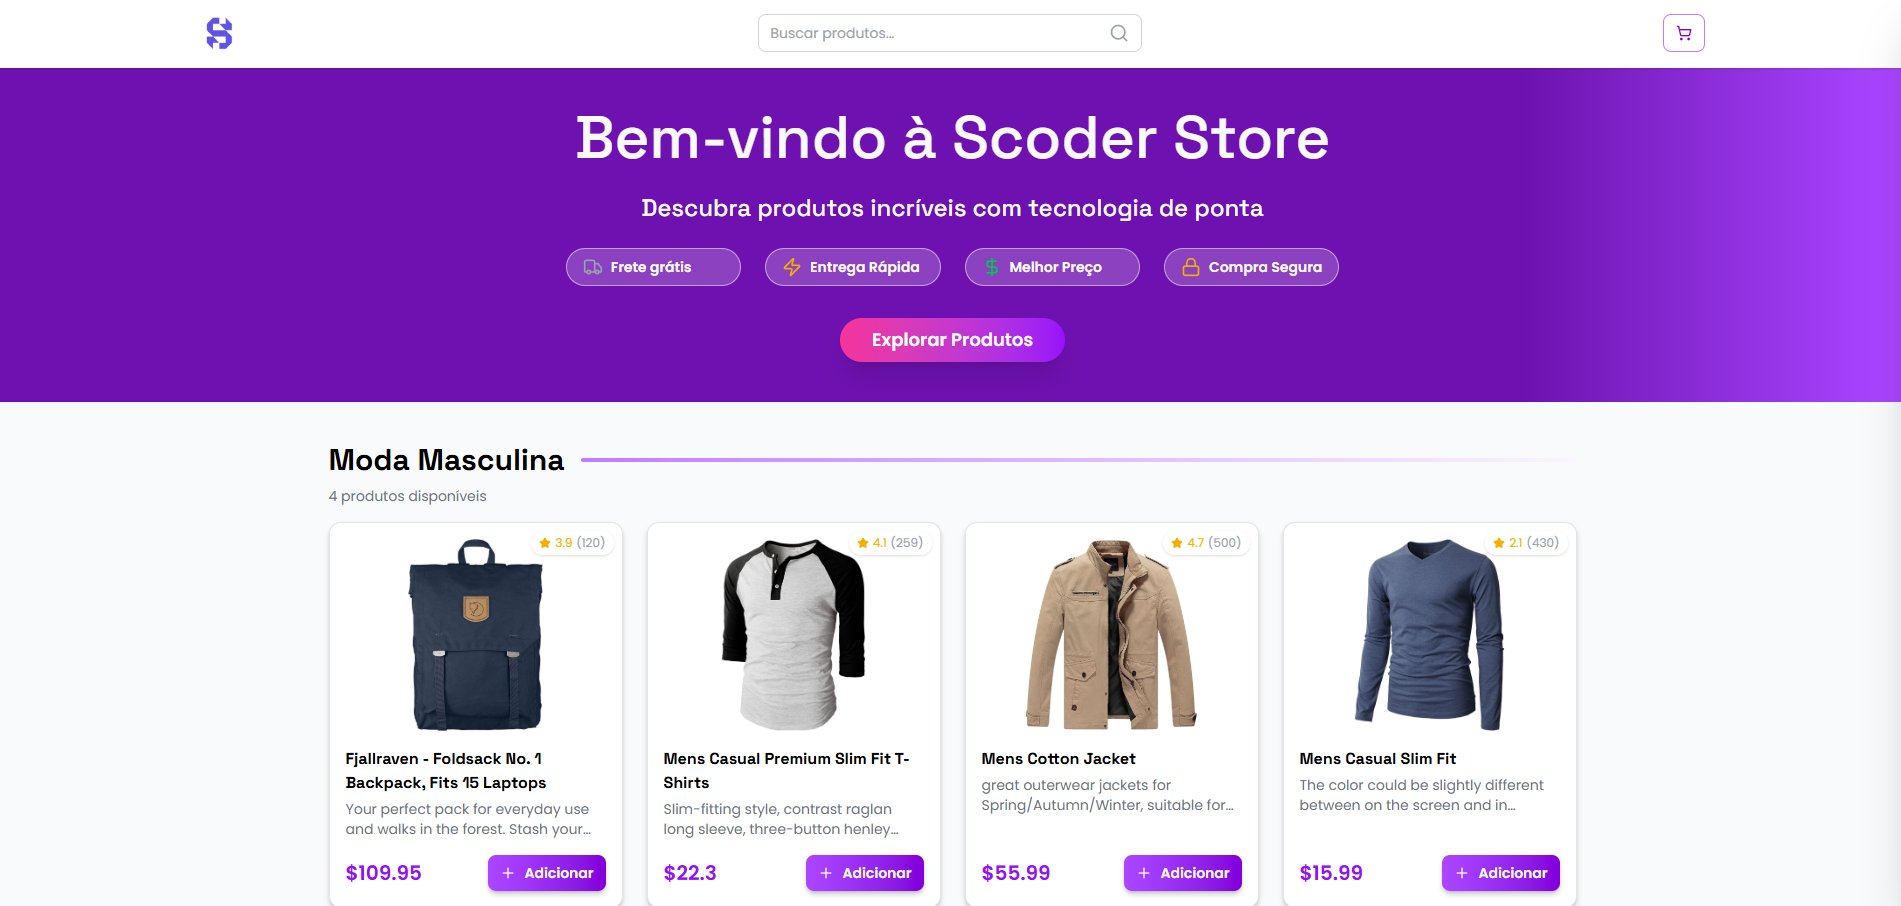 Buscar produtos...
Bem-vindo à Scoder Store
Descubra produtos incríveis com tecnologia de ponta
Frete grátis
Entrega Rápida
Melhor Preço
Compra Segura
Explorar Produtos
Moda Masculina
4 produtos disponíveis
3.9 (120)
Fjallraven - Foldsack No. 1
Backpack, Fits 15 Laptops
Your perfect pack for everyday use
and walks in the forest. Stash your...
$109.95
Adicionar
4.1 (259)
Mens Casual Premium Slim Fit T-
Shirts
Slim-fitting style, contrast raglan
long sleeve, three-button henley...
$22.3
Adicionar
4.7 (500)
Mens Cotton Jacket
great outerwear jackets for
Spring/Autumn/Winter, suitable for...
$55.99
Adicionar
2.1 (430)
Mens Casual Slim Fit
The color could be slightly different
between on the screen and in...
$15.99
Adicionar